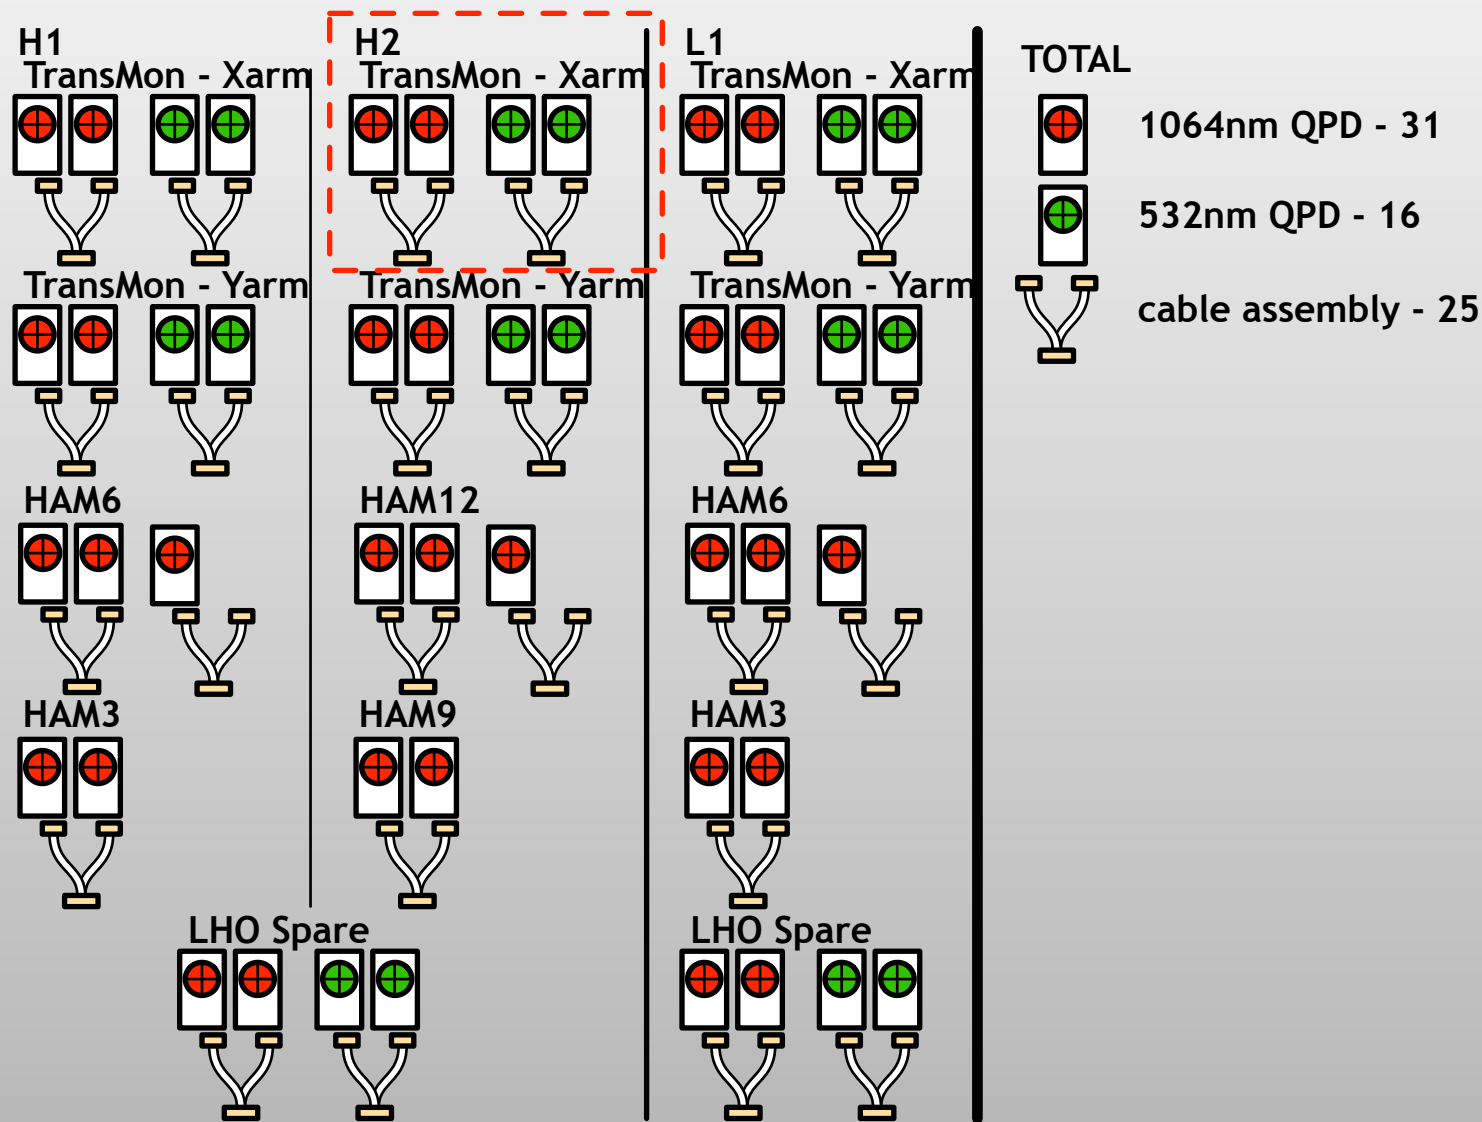 H1
TransMon - Xarm
H2
TransMon - Xarm
L1
TransMon - Xarm
TransMon - Yarm
TransMon - Yarm
TransMon - Yarm
HAM6
HAM12
HAM6
HAM3
HAM9
HAM3
LHO Spare
LHO Spare
TOTAL
1064nm QPD - 31
532nm QPD - 16
cable assembly - 25